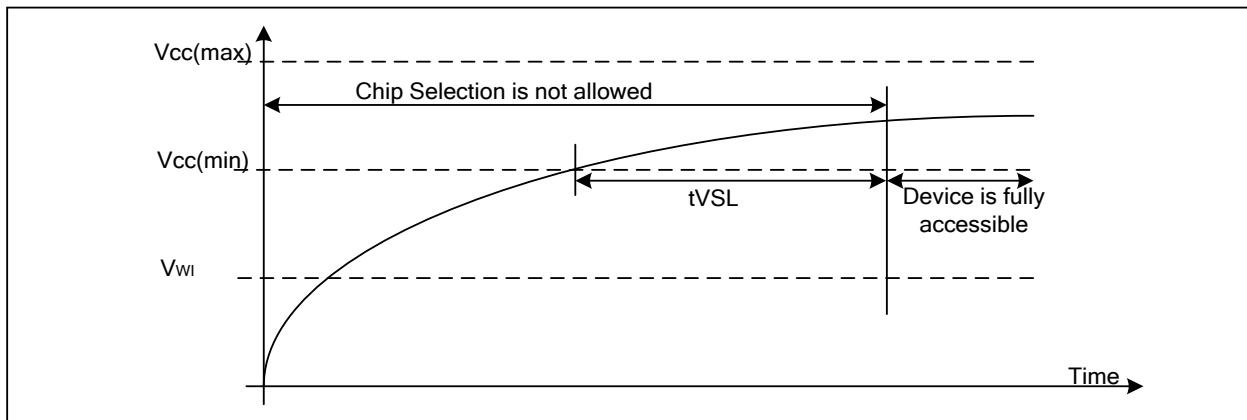 Vcc(max)
Chip Selection is not allowed
Vcc(min)
tVSL
Device is fully
accessible
VWI
Time